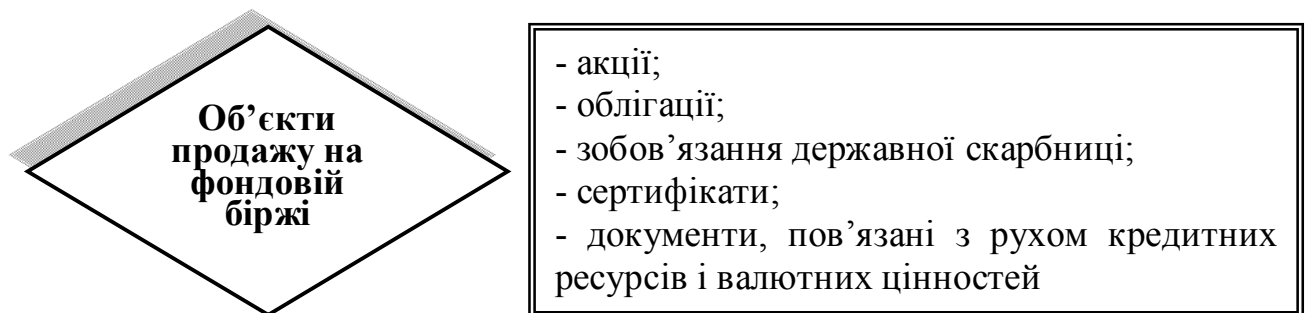 Об’єкти
продажу на
фондовій
біржі
- акції;
- облігації;
- зобов’язання державної скарбниці;
- сертифікати;
- документи, пов’язані з рухом кредитних
ресурсів і валютних цінностей